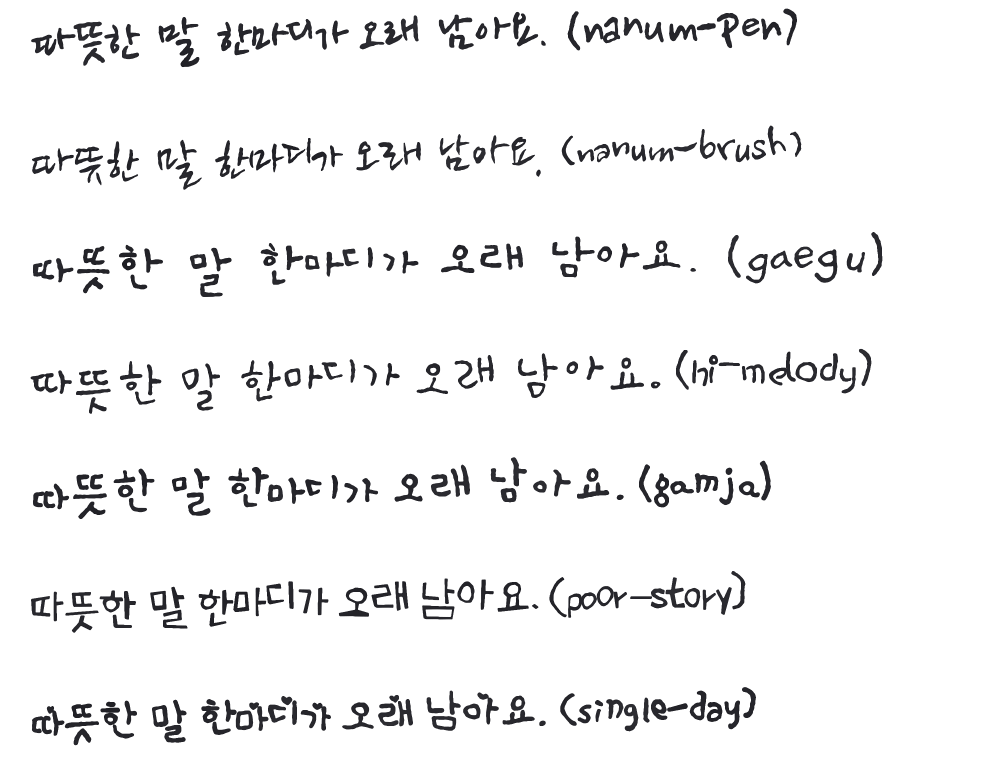 따뜻한 말 한마디가 오래 남아요. (nanum-pen)
따뜻한 말 한마디가 오래 남아요. (nanum-brush)
따뜻한 말 한마디가 오래 남아요. (gaegu)
따뜻한 말 한마디가 오래 남아요. (hi-melody)
따뜻한 말 한마디가 오래 남아요. (gamja)
따뜻한 말 한마디가 오래 남아요. (poor-story)
따뜻한 말 한마디가 오래 남아요. (single-day)